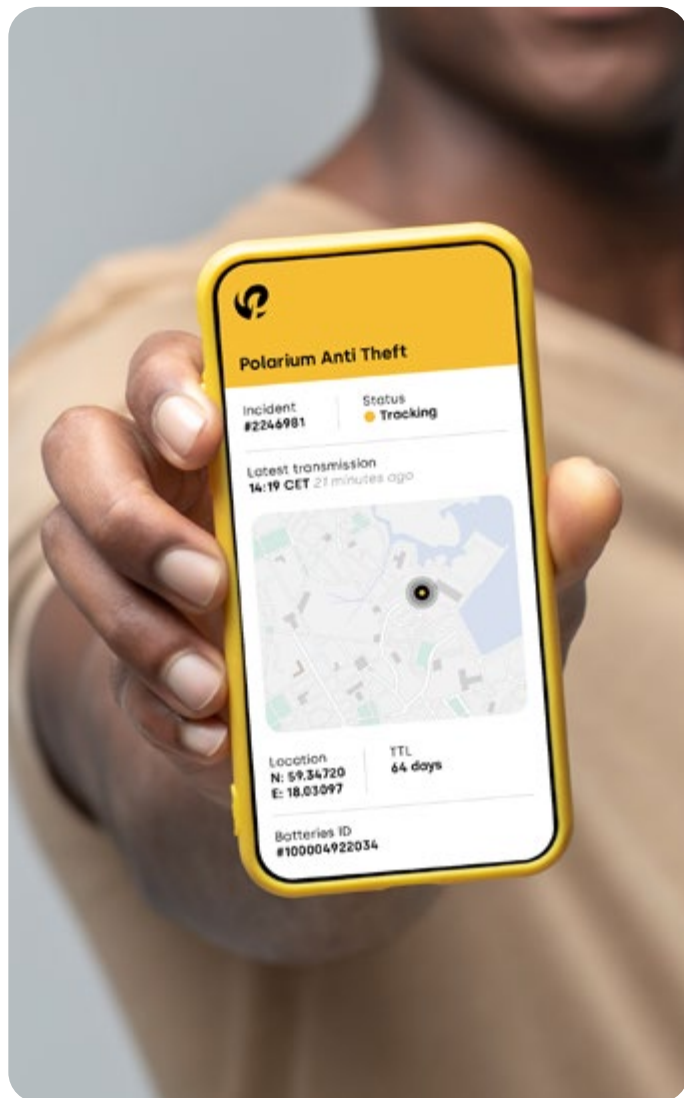 Polarium Anti Theft
Incident
#2246981
Status
Tracking
Latest transmission
14:19 CET 21 minutes ago
Location
N: 59.34720
E: 18.03097
TTL
64 days
Batteries ID
#100004922034